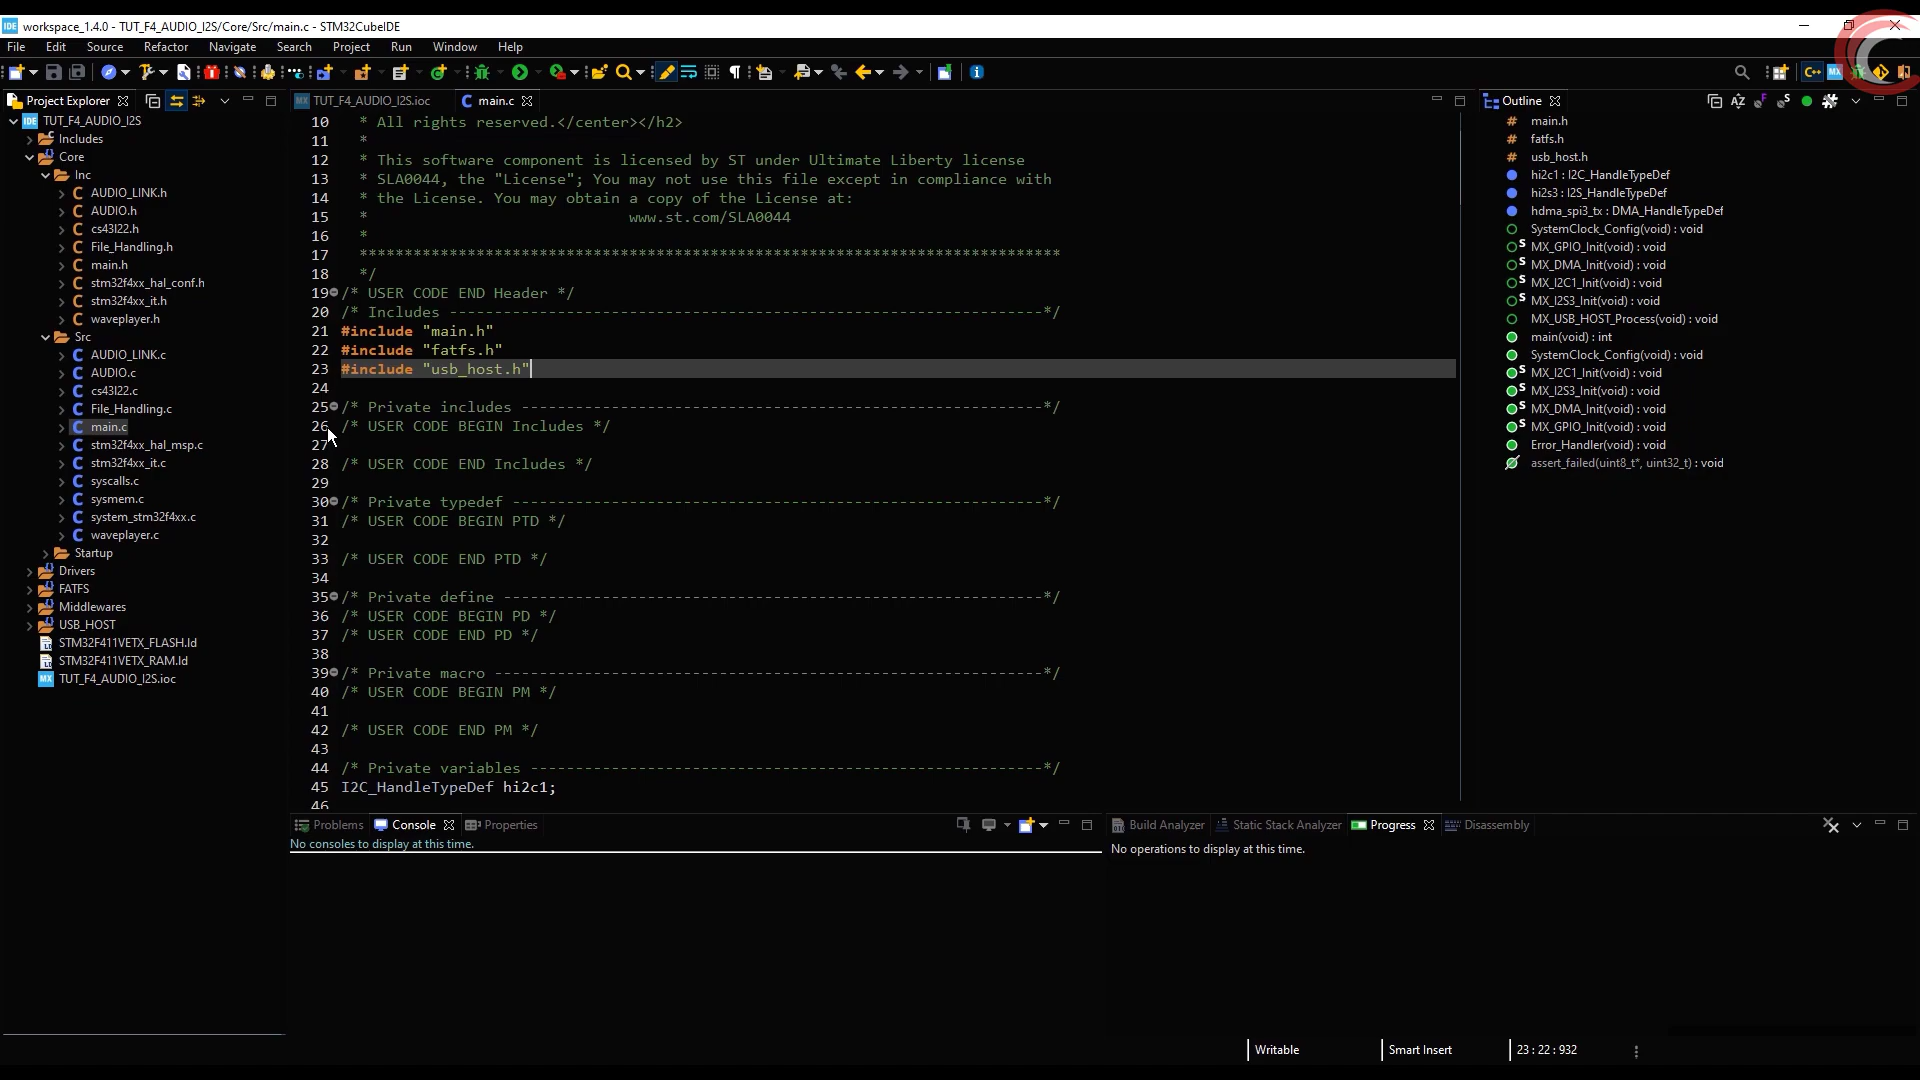 IDE workspace_1.4.0 - TUT_F4_AUDIO_I2S/Core/Src/main.c - STM32CubeIDE
File Edit Source Refactor Navigate Search Project Run Window Help
Project Explorer
IDE TUT_F4_AUDIO_I2S
Includes
Core
Inc
AUDIO_LINK.h
AUDIO.h
cs43l22.h
File_Handling.h
main.h
stm32f4xx_hal_conf.h
stm32f4xx_it.h
waveplayer.h
Src
AUDIO_LINK.c
AUDIO.c
cs43l22.c
File_Handling.c
main.c
stm32f4xx_hal_msp.c
stm32f4xx_it.c
syscalls.c
sysmem.c
system_stm32f4xx.c
waveplayer.c
Startup
Drivers
FATFS
Middlewares
USB_HOST
STM32F411VETX_FLASH.ld
STM32F411VETX_RAM.ld
MX TUT_F4_AUDIO_I2S.ioc
MX TUT_F4_AUDIO_I2S.ioc main.c
10 * All rights reserved.</center></h2>
11 *
12 * This software component is licensed by ST under Ultimate Liberty license
13 * SLA0044, the "License"; You may not use this file except in compliance with
14 * the License. You may obtain a copy of the License at:
15 * www.st.com/SLA0044
16 *
17 ******************************************************************************
18 */
19 /* USER CODE END Header */
20 /* Includes ---------------------------------------------------------------------*/
21 #include "main.h"
22 #include "fatfs.h"
23 #include "usb_host.h"
24
25 /* Private includes ----------------------------------------------------------*/
26 /* USER CODE BEGIN Includes */
27
28 /* USER CODE END Includes */
29
30 /* Private typedef -----------------------------------------------------------*/
31 /* USER CODE BEGIN PTD */
32
33 /* USER CODE END PTD */
34
35 /* Private define ------------------------------------------------------------*/
36 /* USER CODE BEGIN PD */
37 /* USER CODE END PD */
38
39 /* Private macro -------------------------------------------------------------*/
40 /* USER CODE BEGIN PM */
41
42 /* USER CODE END PM */
43
44 /* Private variables ---------------------------------------------------------*/
45 I2C_HandleTypeDef hi2c1;
46
Outline
main.h
fatfs.h
usb_host.h
hi2c1 : I2C_HandleTypeDef
hi2s3 : I2S_HandleTypeDef
hdma_spi3_tx : DMA_HandleTypeDef
SystemClock_Config(void) : void
MX_GPIO_Init(void) : void
MX_DMA_Init(void) : void
MX_I2C1_Init(void) : void
MX_I2S3_Init(void) : void
MX_USB_HOST_Process(void) : void
main(void) : int
SystemClock_Config(void) : void
MX_I2C1_Init(void) : void
MX_I2S3_Init(void) : void
MX_DMA_Init(void) : void
MX_GPIO_Init(void) : void
Error_Handler(void) : void
assert_failed(uint8_t*, uint32_t) : void
Problems Console Properties
No consoles to display at this time.
Build Analyzer Static Stack Analyzer Progress Disassembly
No operations to display at this time.
Writable Smart Insert 23 : 22 : 932